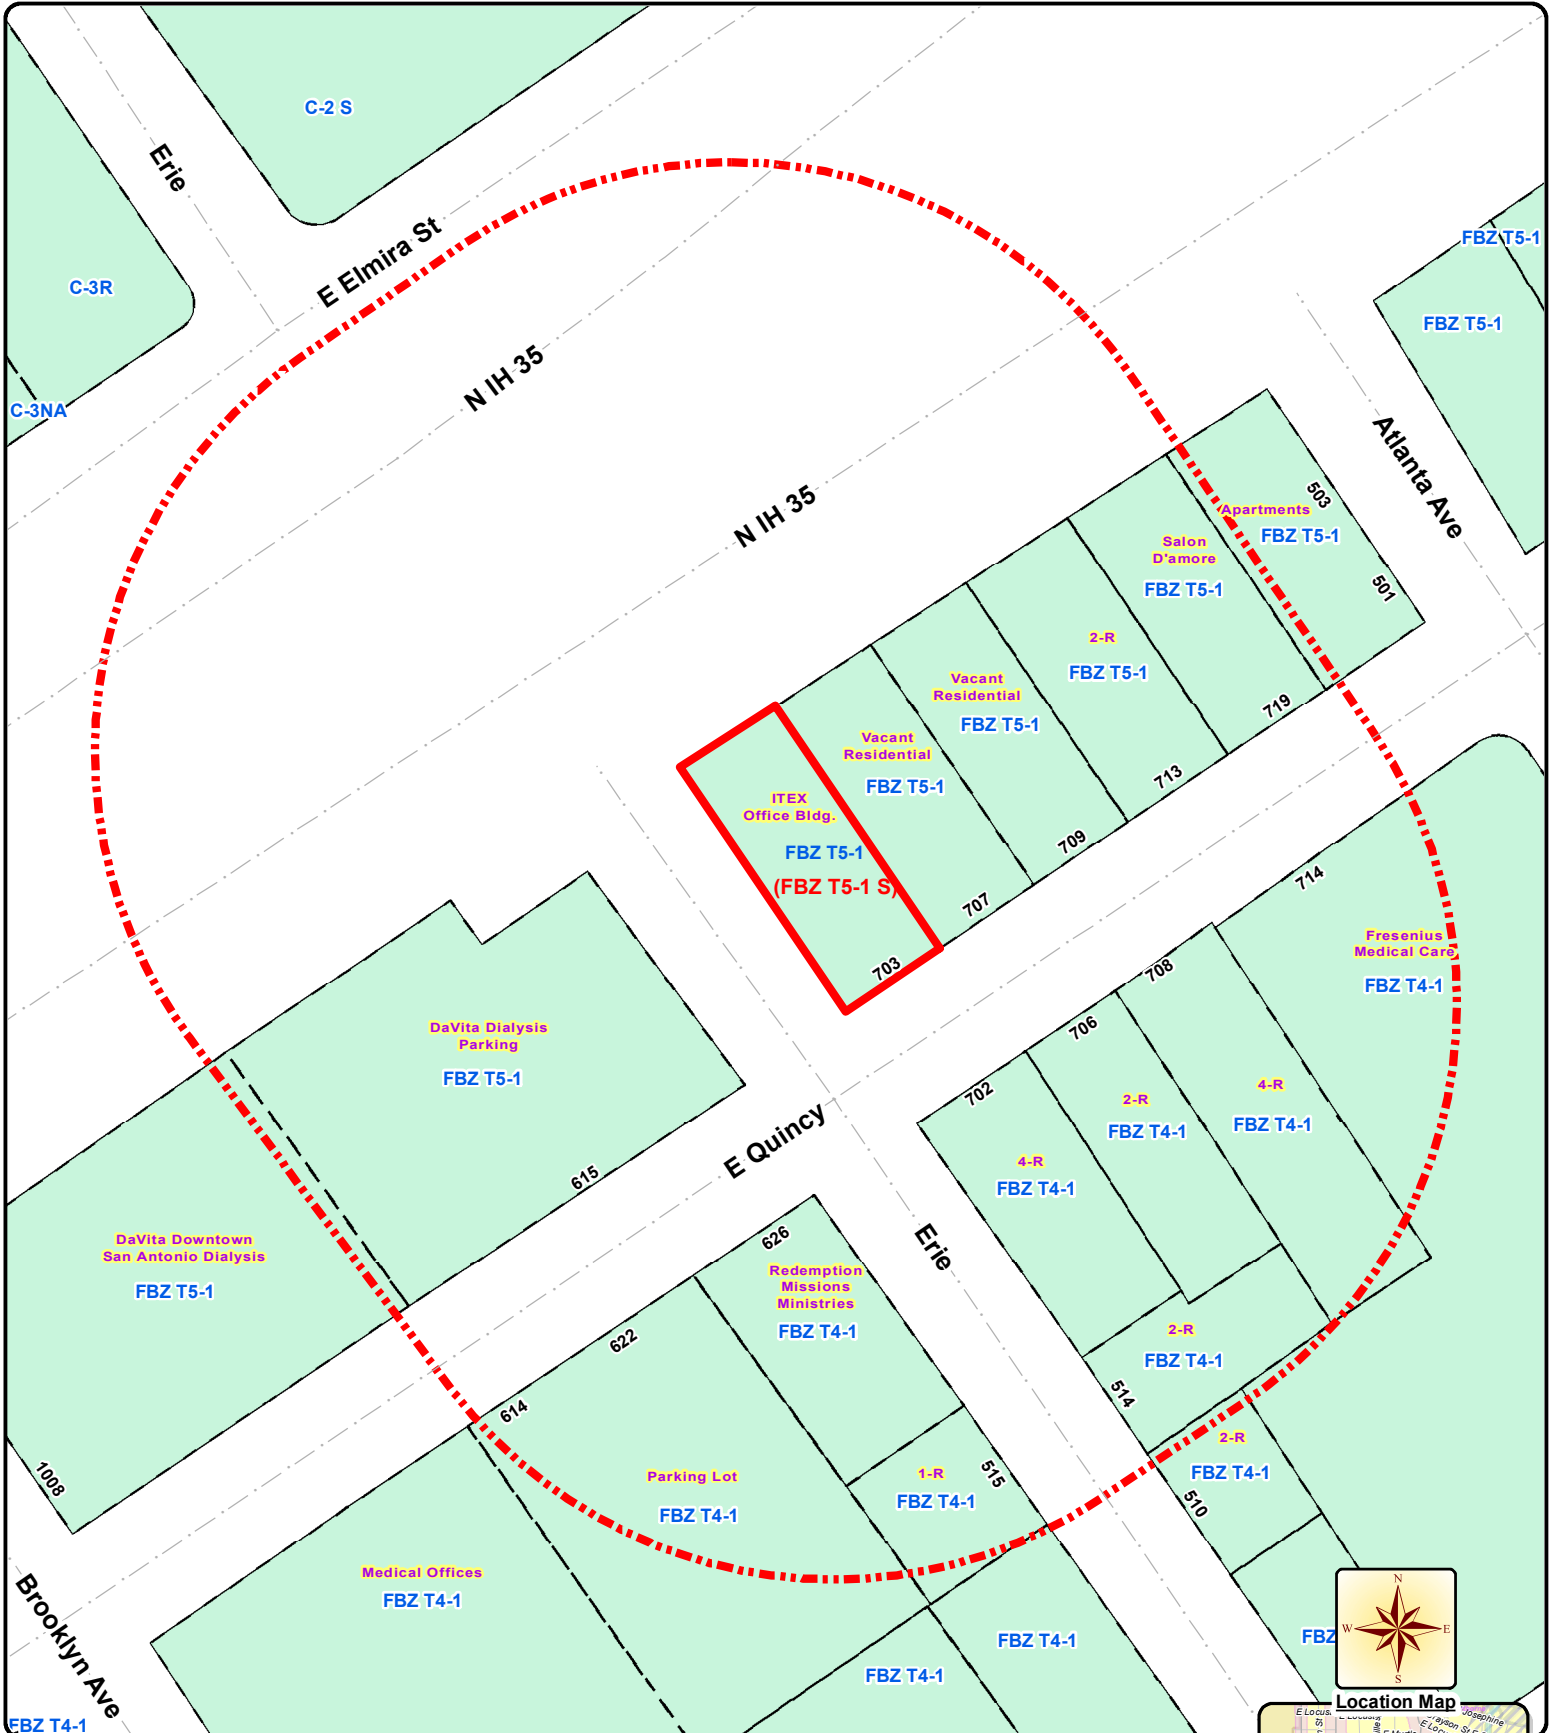 C-2 S
Erie
E Elmira St
C-3R
C-3NA
N IH 35
N IH 35
FBZ T5-1
FBZ T5-1
Atlanta Ave
503
Apartments
FBZ T5-1
501
Salon
D'amore
FBZ T5-1
719
2-R
FBZ T5-1
713
Vacant
Residential
FBZ T5-1
709
Vacant
Residential
FBZ T5-1
707
ITEX
Office Bldg.
FBZ T5-1
(FBZ T5-1 S)
703
714
Fresenius
Medical Care
FBZ T4-1
708
4-R
FBZ T4-1
706
2-R
FBZ T4-1
702
4-R
FBZ T4-1
DaVita Dialysis
Parking
FBZ T5-1
615
E Quincy
DaVita Downtown
San Antonio Dialysis
FBZ T5-1
1008
Erie
626
Redemption
Missions
Ministries
FBZ T4-1
622
614
Parking Lot
FBZ T4-1
1-R
FBZ T4-1
515
2-R
FBZ T4-1
514
2-R
FBZ T4-1
510
Medical Offices
FBZ T4-1
FBZ T4-1
FBZ T4-1
FBZ
Brooklyn Ave
FBZ T4-1
N
W
E
S
Location Map
E Locus
Josephine
Grayson St